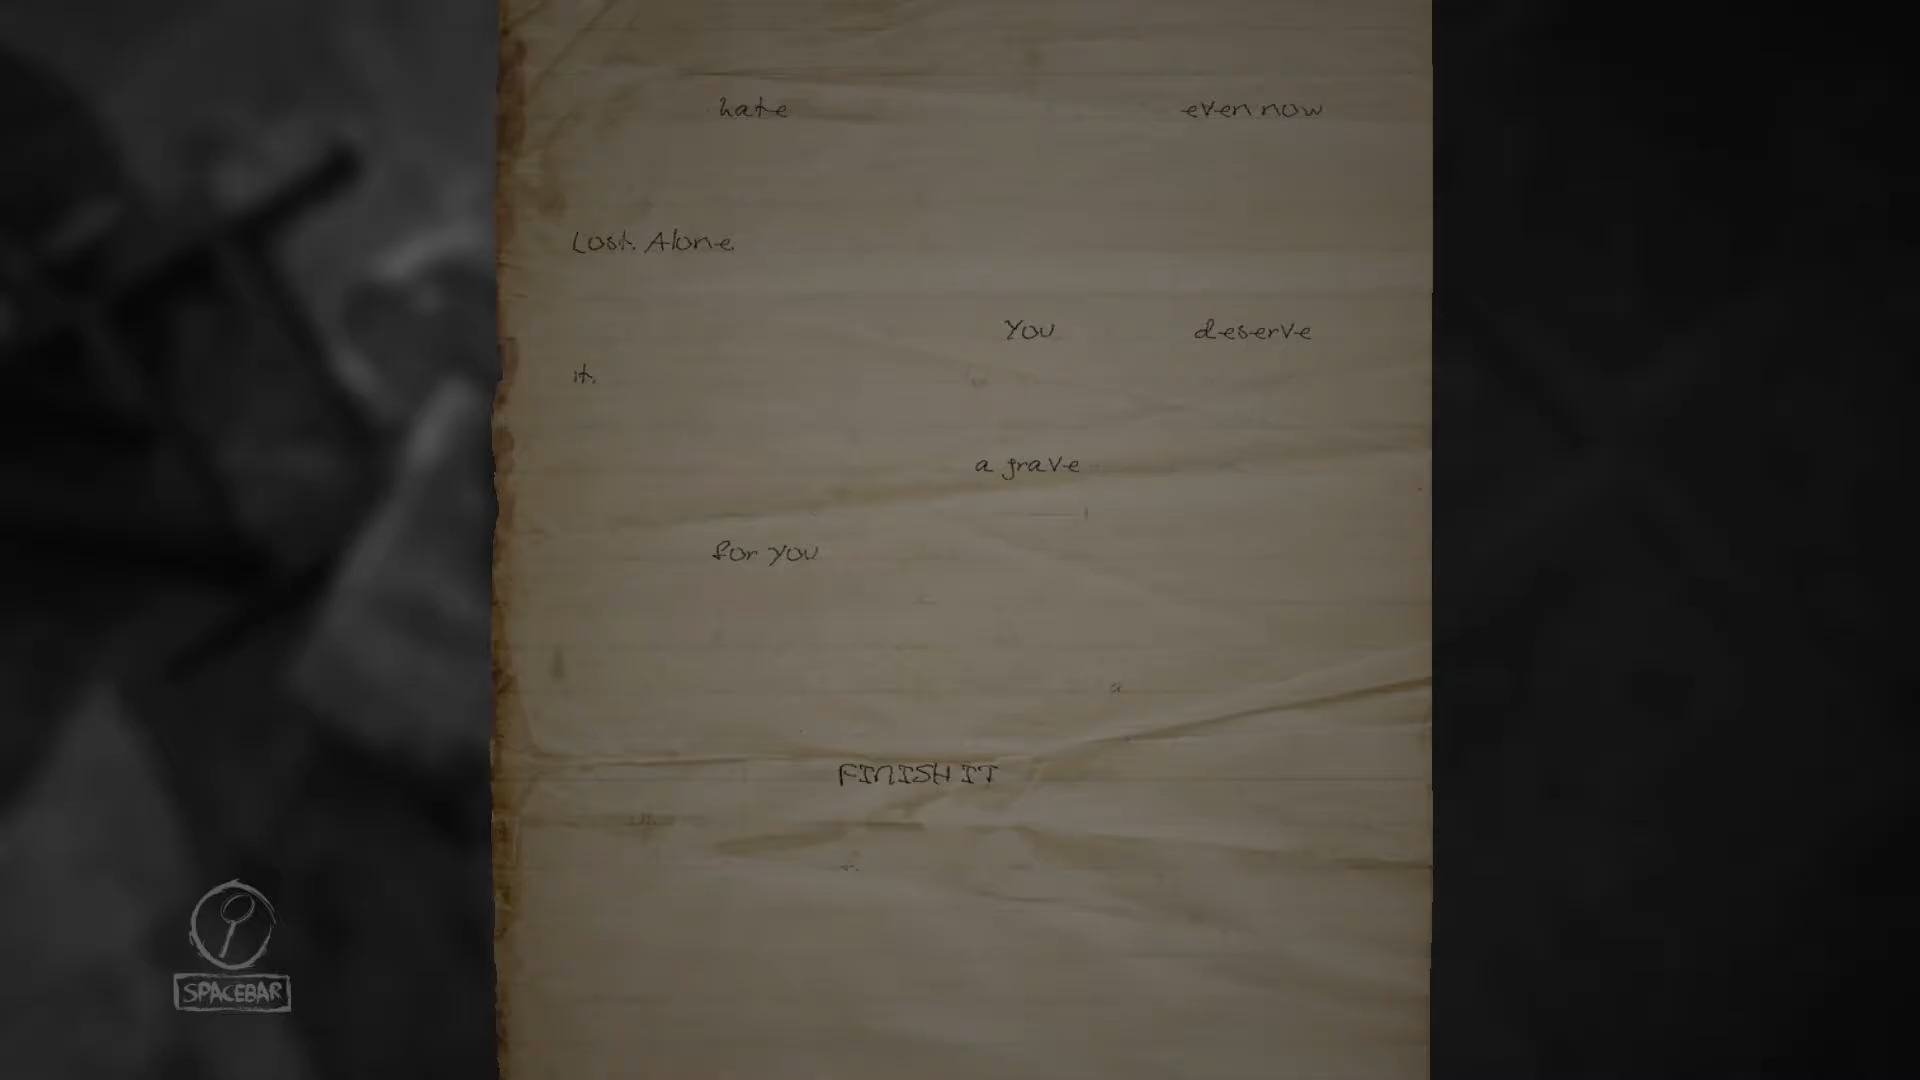 hate even now
Lost. Alone.
You deserve
it.
a grave
for you
a
FINISH IT
SPACEBAR